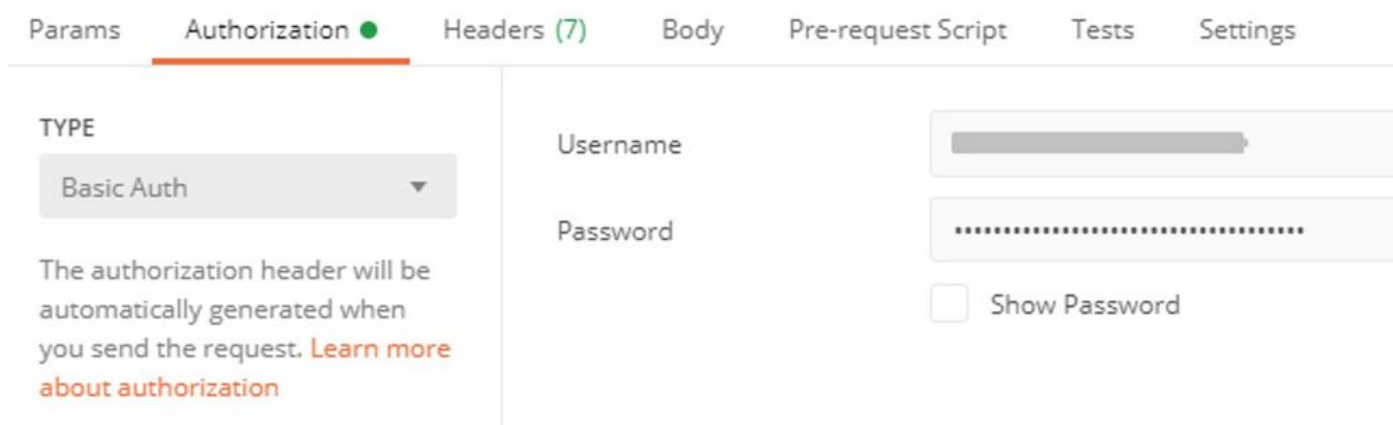 Params Authorization Headers (7) Body Pre-request Script Tests Settings
TYPE
Basic Auth
The authorization header will be
automatically generated when
you send the request. Learn more
about authorization
Username
Password
•••••••••••••••••••••••••••••••••••
Show Password